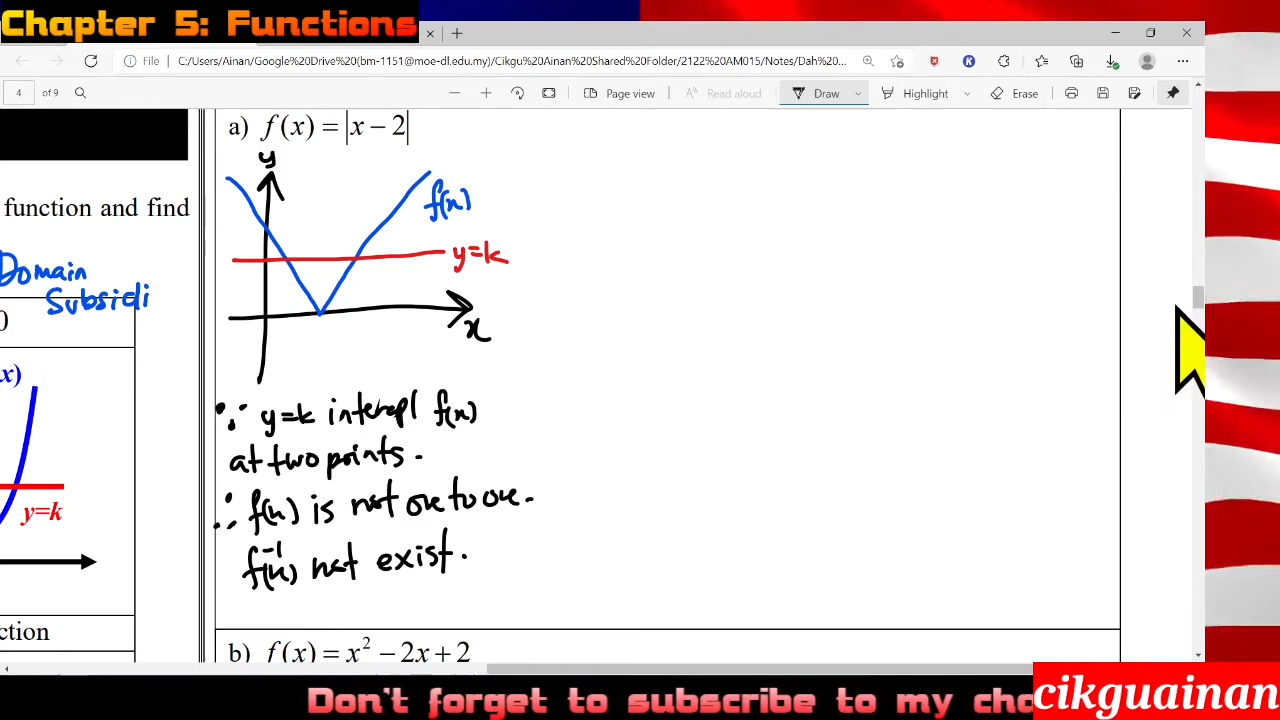 Chapter 5: Functions
File
C:/Users/Ainan/Google%20Drive%20(bm-1151@moe-dl.edu.my)/Cikgu%20Ainan%20Shared%20Folder/2122%20AM015/Notes/Dah%20...
4 of 9
Page view
Read aloud
Draw
Highlight
Erase
function and find
Domain
Subsidi
0
x)
y=k
ction
a) f(x) = |x − 2|
y
f(x)
y=k
x
∵ y=k intercept f(x)
at two points.
∴ f(x) is not one to one.
f⁻¹(x) not exist.
b) f(x) = x² − 2x + 2
Don't forget to subscribe to my cha
cikguainan